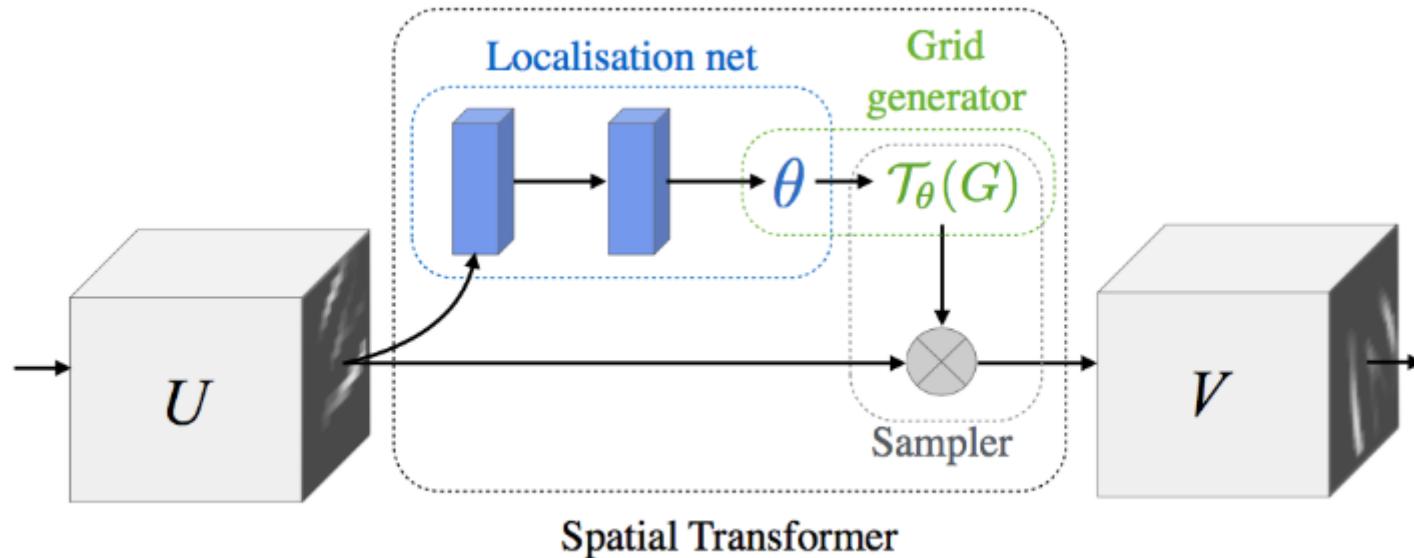 Localisation net
Grid
generator
θ
𝒯θ(G)
U
V
Sampler
Spatial Transformer